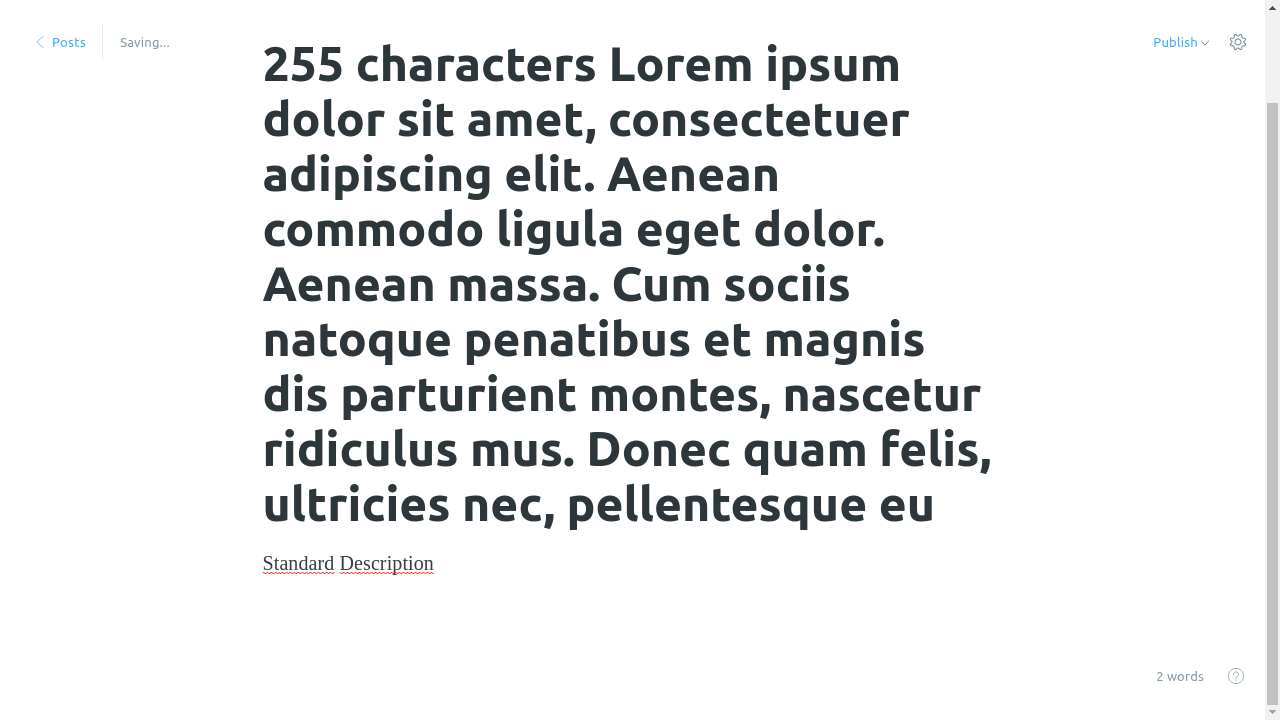 Posts
Saving...
Publish
255 characters Lorem ipsum
dolor sit amet, consectetuer
adipiscing elit. Aenean
commodo ligula eget dolor.
Aenean massa. Cum sociis
natoque penatibus et magnis
dis parturient montes, nascetur
ridiculus mus. Donec quam felis,
ultricies nec, pellentesque eu
Standard Description
2 words